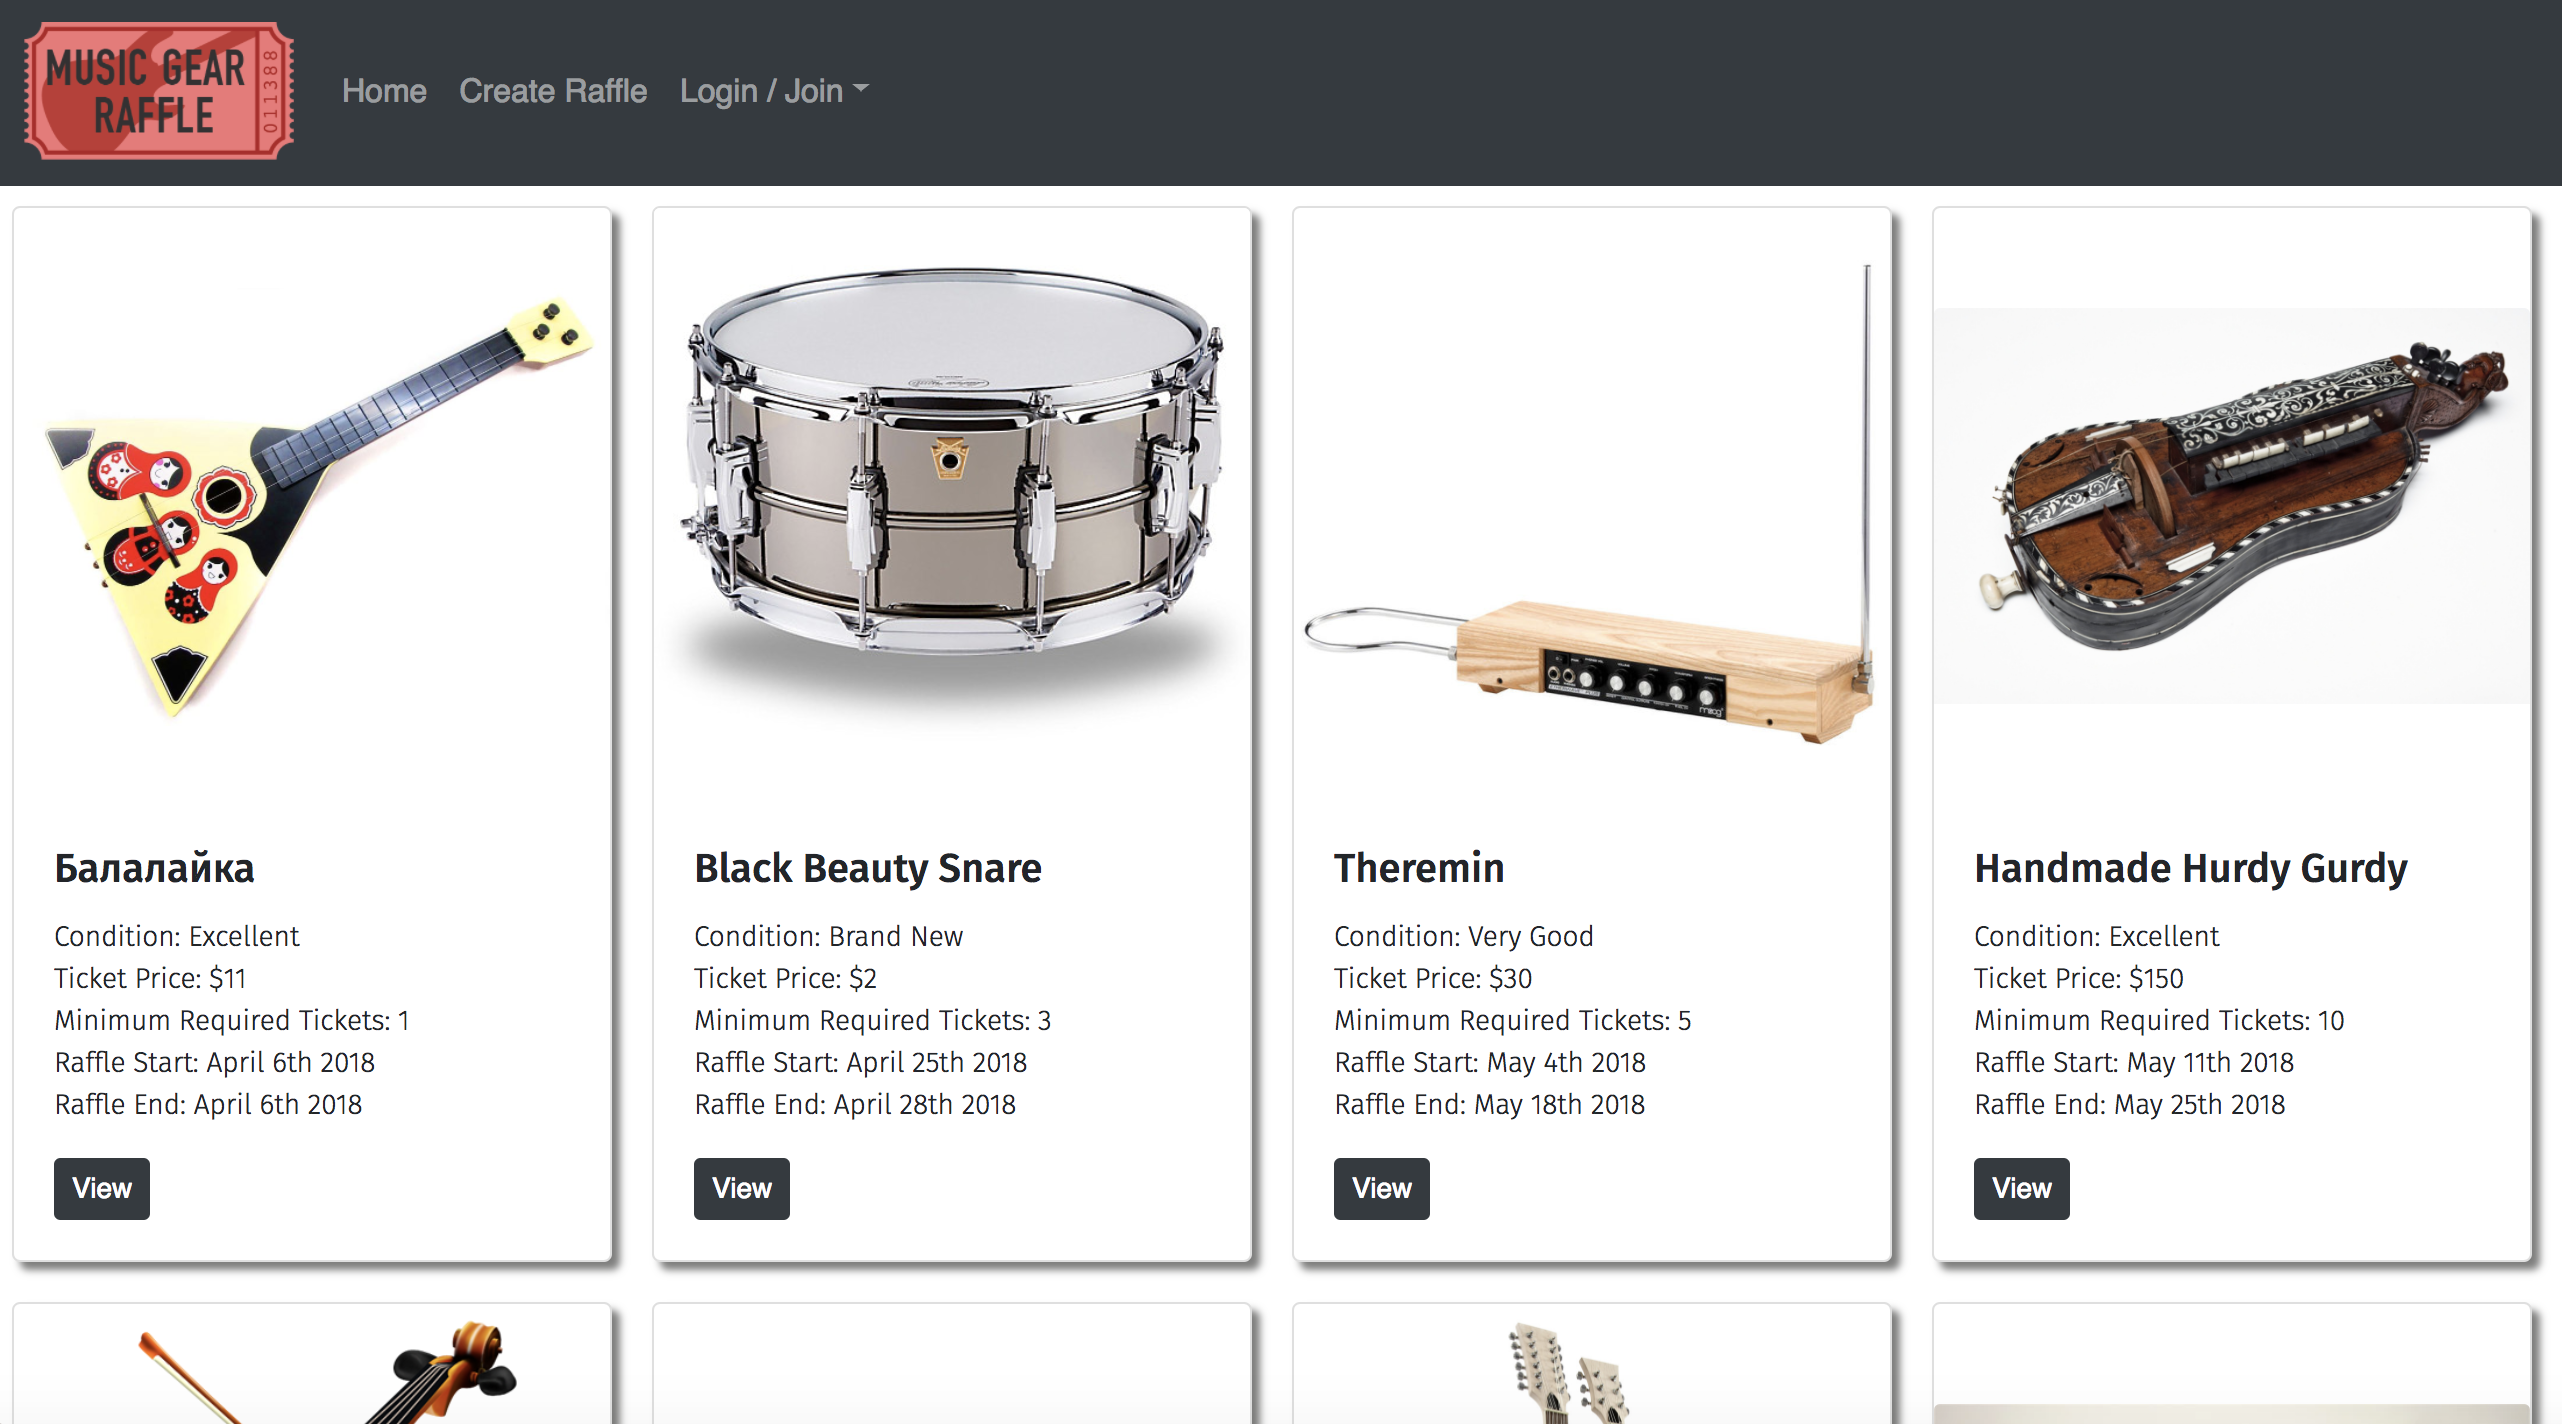 MUSIC GEAR
RAFFLE
011388
Home Create Raffle Login / Join
Балалайка
Condition: Excellent
Ticket Price: $11
Minimum Required Tickets: 1
Raffle Start: April 6th 2018
Raffle End: April 6th 2018
View
Black Beauty Snare
Condition: Brand New
Ticket Price: $2
Minimum Required Tickets: 3
Raffle Start: April 25th 2018
Raffle End: April 28th 2018
View
moog
Theremin
Condition: Very Good
Ticket Price: $30
Minimum Required Tickets: 5
Raffle Start: May 4th 2018
Raffle End: May 18th 2018
View
Handmade Hurdy Gurdy
Condition: Excellent
Ticket Price: $150
Minimum Required Tickets: 10
Raffle Start: May 11th 2018
Raffle End: May 25th 2018
View